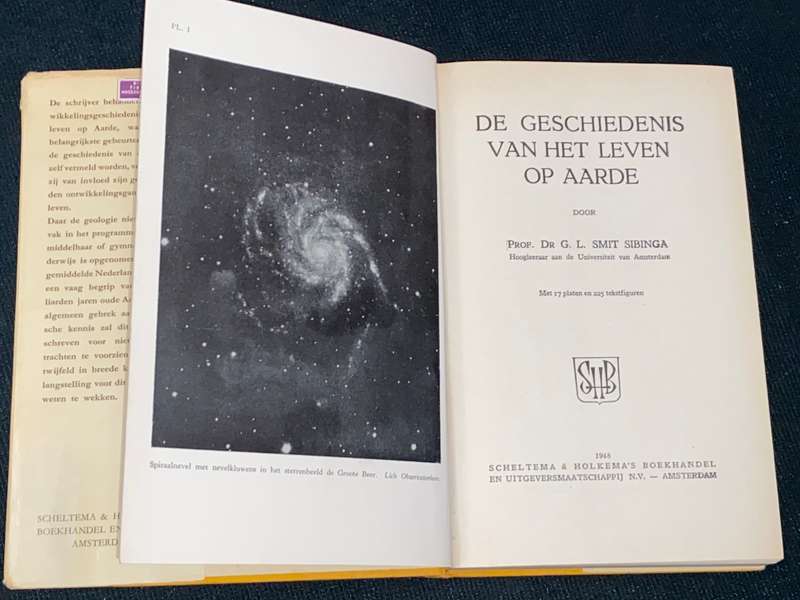 De schrijver behandel
wikkelingsgeschiedeni
leven op Aarde, wa
belangrijkste gebeurte
de geschiedenis van
zelf vermeld worden, v
zij van invloed zijn g
den ontwikkelingsgan
leven.
Daar de geologie nie
vak in het programm
middelbaar of gymn
derwijs is opgenomen
gemiddelde Nederlan
een vaag begrip va
liarden jaren oude Aa
algemeen gebrek aa
sche kennis zal dit
schreven voor nie
trachten te voorzien
twijfeld in breede k
langstelling voor di
weten te wekken.
SCHELTEMA & H
BOEKHANDEL EN
AMSTERD
PL. I
Spiraalnevel met nevelkluwens in het sterrenbeeld de Groote Beer. Lick Observatorium.
DE GESCHIEDENIS
VAN HET LEVEN
OP AARDE
DOOR
PROF. DR G. L. SMIT SIBINGA
Hoogleeraar aan de Universiteit van Amsterdam
Met 17 platen en 225 tekstfiguren
SHB
1948
SCHELTEMA & HOLKEMA'S BOEKHANDEL
EN UITGEVERSMAATSCHAPPIJ N.V. — AMSTERDAM